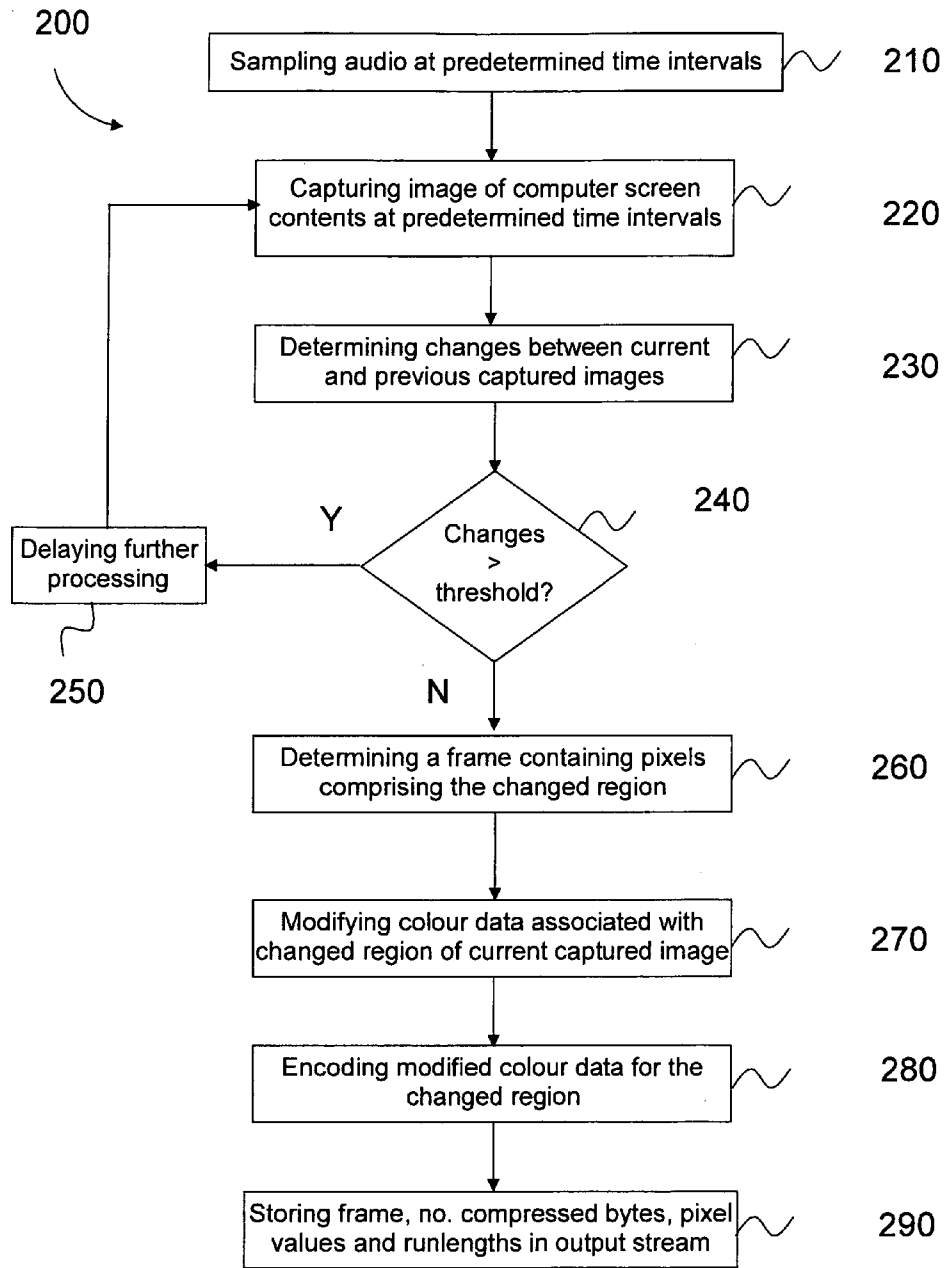 200
Sampling audio at predetermined time intervals
210
Capturing image of computer screen
contents at predetermined time intervals
220
Determining changes between current
and previous captured images
230
240
Changes
>
threshold?
Y
Delaying further
processing
250
N
Determining a frame containing pixels
comprising the changed region
260
Modifying colour data associated with
changed region of current captured image
270
Encoding modified colour data for the
changed region
280
Storing frame, no. compressed bytes, pixel
values and runlengths in output stream
290